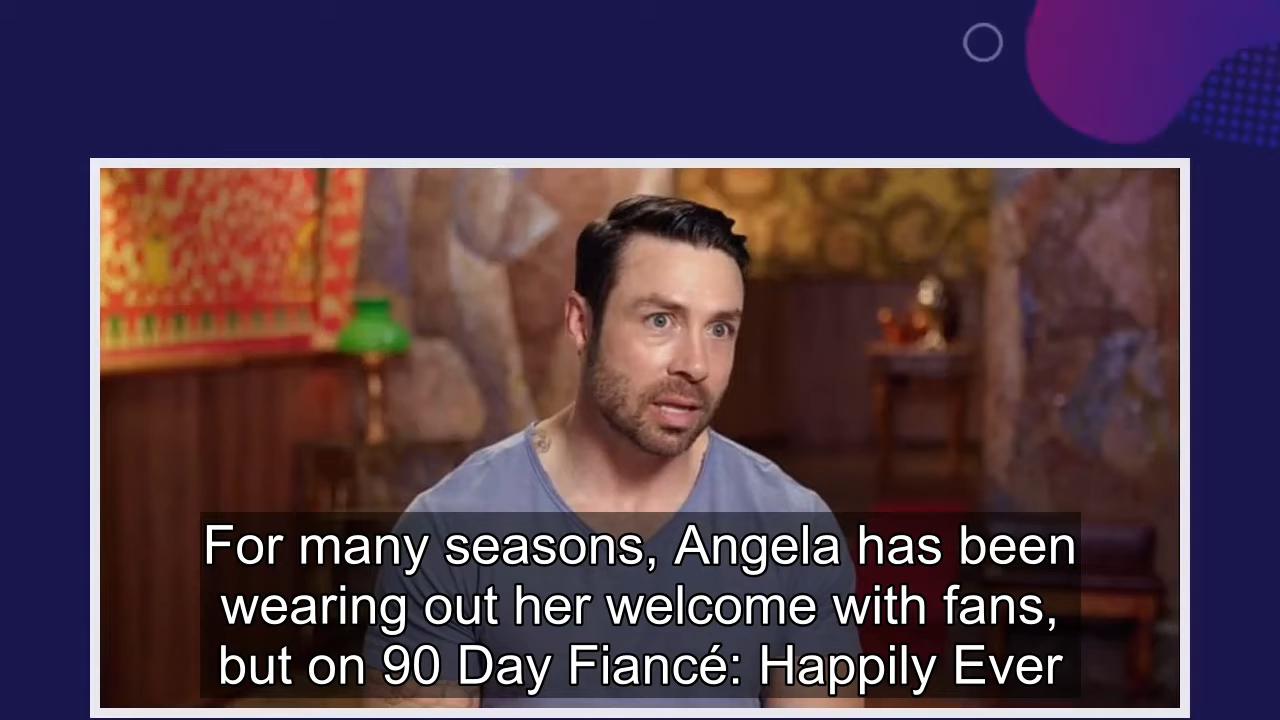 For many seasons, Angela has been
wearing out her welcome with fans,
but on 90 Day Fiancé: Happily Ever